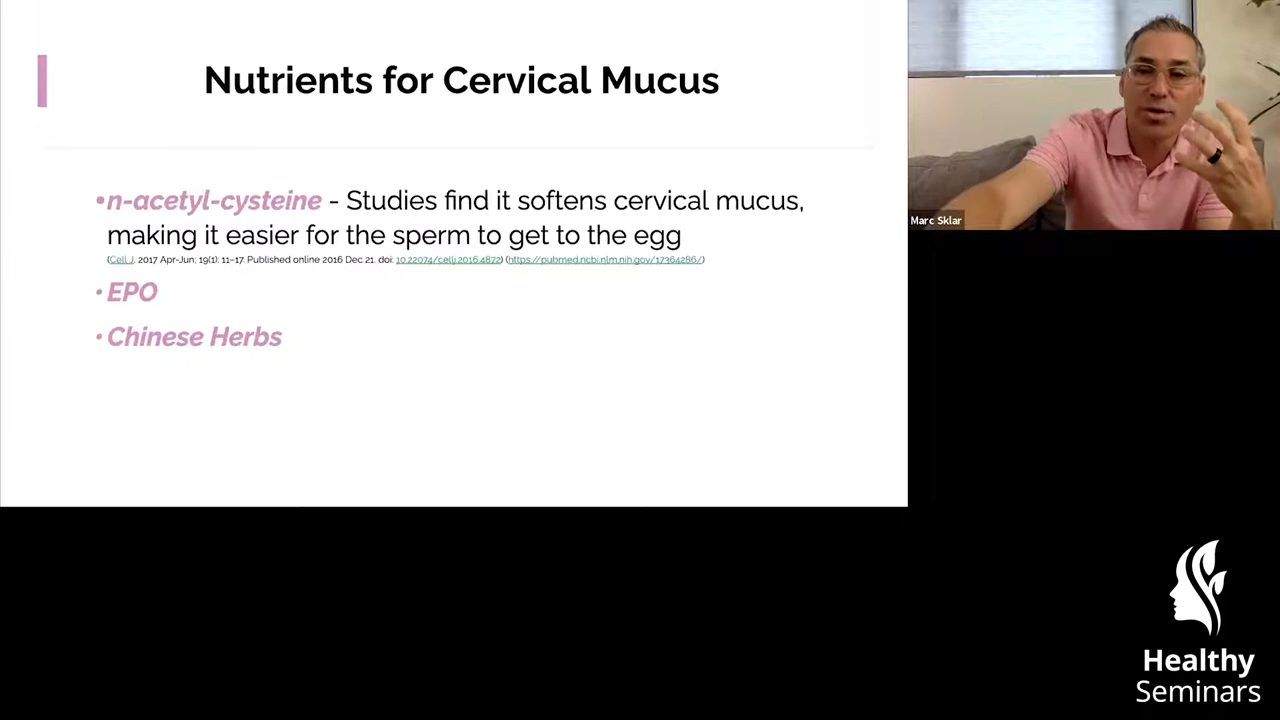 Nutrients for Cervical Mucus
•n-acetyl-cysteine - Studies find it softens cervical mucus,
making it easier for the sperm to get to the egg
(Cell J. 2017 Apr-Jun; 19(1): 11–17. Published online 2016 Dec 21. doi: 10.22074/cellj.2016.4872) (https://pubmed.ncbi.nlm.nih.gov/17364286/)
•EPO
•Chinese Herbs
Marc Sklar
Healthy
Seminars